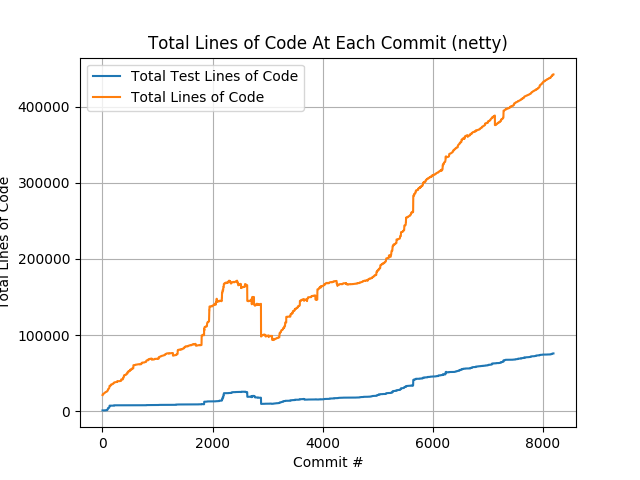 Total Lines of Code At Each Commit (netty)
Total Test Lines of Code
Total Lines of Code
400000
300000
200000
100000
0
Total Lines of Code
0 2000 4000 6000 8000
Commit #